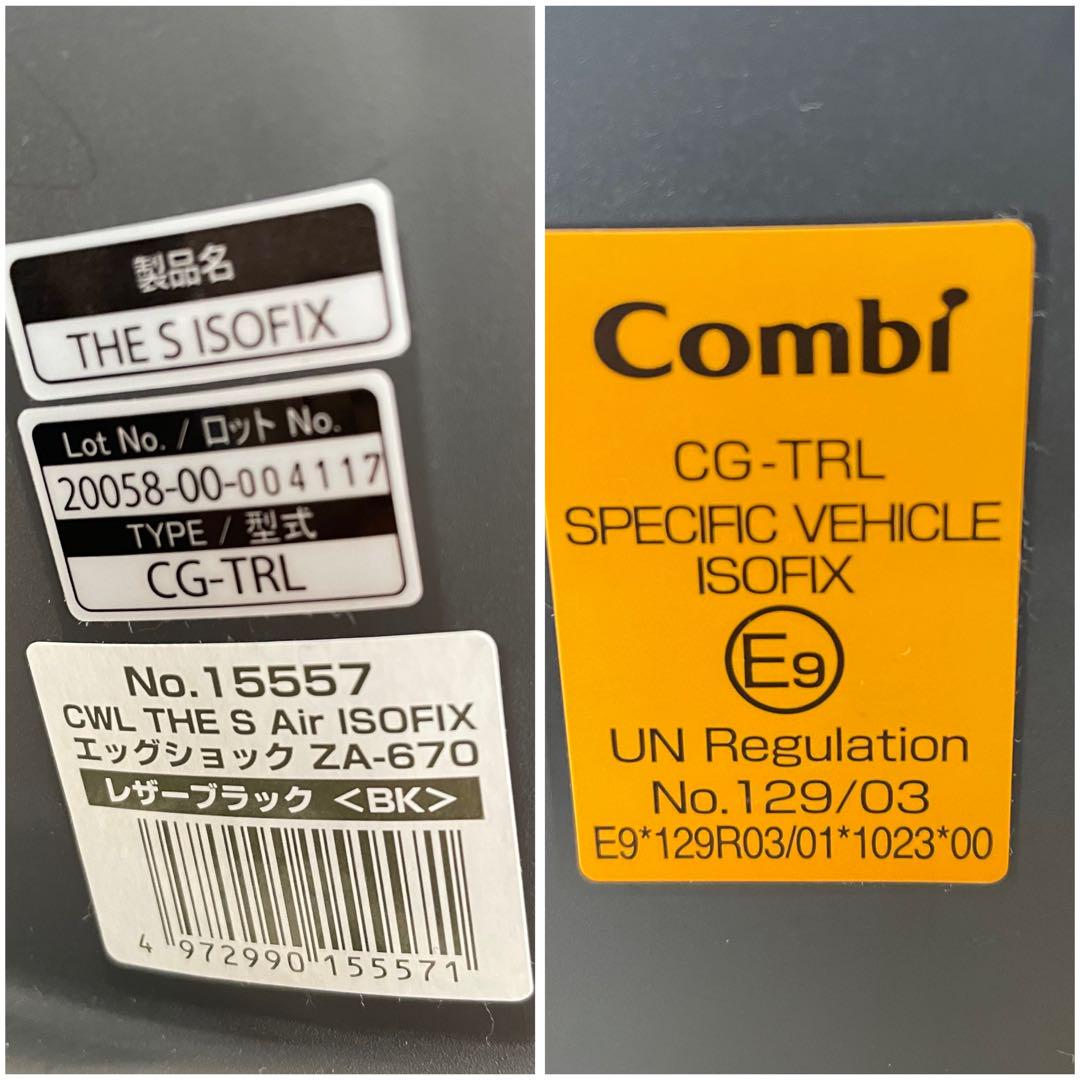 製品名
THE S ISOFIX
Lot No. / ロット No.
20058-00-004117
TYPE / 型式
CG-TRL
No.15557
CWL THE S Air ISOFIX
エッグショック ZA-670
レザーブラック <BK>
4 972990 155571
Combi
CG-TRL
SPECIFIC VEHICLE
ISOFIX
E9
UN Regulation
No.129/03
E9*129R03/01*1023*00